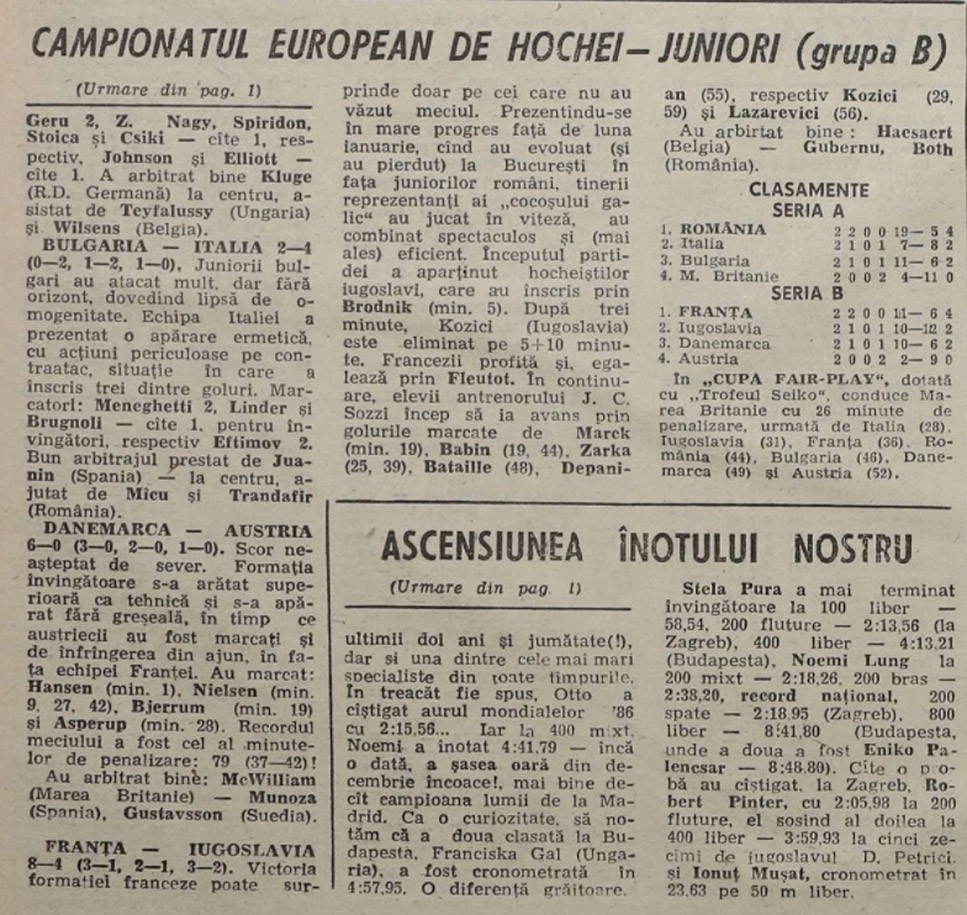 CAMPIONATUL EUROPEAN DE HOCHEI—JUNIORI (grupa B)
(Urmare din pag. 1)
Geru 2, Z. Nagy, Spiridon,
Stoica și Csiki — cîte 1, res-
pectiv, Johnson și Elliott —
cîte 1. A arbitrat bine Kluge
(R.D. Germană) la centru, a-
sistat de Teyfalussy (Ungaria)
și Wilsens (Belgia).
BULGARIA — ITALIA 2—4
(0—2, 1—2, 1—0). Juniorii bul-
gari au atacat mult, dar fără
orizont, dovedind lipsă de o-
mogenitate. Echipa Italiei a
prezentat o apărare ermetică,
cu acțiuni periculoase pe con-
traatac, situație în care a
înscris trei dintre goluri. Mar-
catori: Meneghetti 2, Linder și
Brugnoli — cîte 1, pentru în-
vingători, respectiv Eftimov 2.
Bun arbitrajul prestat de Jua-
nin (Spania) — la centru, a-
jutat de Micu și Trandafir
(România).
DANEMARCA — AUSTRIA
6—0 (3—0, 2—0, 1—0). Scor ne-
așteptat de sever. Formația
învingătoare s-a arătat supe-
rioară ca tehnică și s-a apă-
rat fără greșeală, în timp ce
austriecii au fost marcați și
de înfrîngerea din ajun, în fa-
ța echipei Franței. Au marcat:
Hansen (min. 1), Nielsen (min.
9, 27, 42), Bjerrum (min. 19)
și Asperup (min. 28). Recordul
meciului a fost cel al minute-
lor de penalizare: 79 (37—42)!
Au arbitrat bine: McWilliam
(Marea Britanie) — Munoza
(Spania), Gustavsson (Suedia).
FRANȚA — IUGOSLAVIA
8—4 (3—1, 2—1, 3—2). Victoria
formației franceze poate sur-
prinde doar pe cei care nu au
văzut meciul. Prezentîndu-se
în mare progres față de luna
ianuarie, cînd au evoluat (și
au pierdut) la București în
fața juniorilor români, tinerii
reprezentanți ai „cocoșului ga-
lic“ au jucat în viteză, au
combinat spectaculos și (mai
ales) eficient. Începutul parti-
dei a aparținut hocheiștilor
iugoslavi, care au înscris prin
Brodnik (min. 5). După trei
minute, Kozici (Iugoslavia)
este eliminat pe 5+10 minu-
te. Francezii profită și, ega-
lează prin Fleutot. În continu-
are, elevii antrenorului J. C.
Sozzi încep să ia avans prin
golurile marcate de Marek
(min. 19), Babin (19, 44), Zarka
(25, 39), Bataille (48), Depani-
an (55), respectiv Kozici (29,
59) și Lazarevici (56).
Au arbirtat bine: Hacsaert
(Belgia) — Gubernu, Both
(România).
CLASAMENTE
SERIA A
1. ROMÂNIA 2 2 0 0 19— 5 4
2. Italia 2 1 0 1 7— 8 2
3. Bulgaria 2 1 0 1 11— 6 2
4. M. Britanie 2 0 0 2 4—11 0
SERIA B
1. FRANȚA 2 2 0 0 11— 6 4
2. Iugoslavia 2 1 0 1 10—12 2
3. Danemarca 2 1 0 1 10— 6 2
4. Austria 2 0 0 2 2— 9 0
În „CUPA FAIR-PLAY“, dotată
cu „Trofeul Seiko“, conduce Ma-
rea Britanie cu 26 minute de
penalizare, urmată de Italia (28).
Iugoslavia (31), Franța (36), Ro-
mânia (44), Bulgaria (46), Dane-
marca (49) și Austria (52).
ASCENSIUNEA ÎNOTULUI NOSTRU
(Urmare din pag. 1)
ultimii doi ani și jumătate(!),
dar și una dintre cele mai mari
specialiste din toate timpurile.
În treacăt fie spus, Otto a
cîștigat aurul mondialelor '86
cu 2:15,56... Iar la 400 mixt,
Noemi a înotat 4:41,79 — încă
o dată, a șasea oară din de-
cembrie încoace!, mai bine de-
cît campioana lumii de la Ma-
drid. Ca o curiozitate, să no-
tăm că a doua clasată la Bu-
dapesta, Franciska Gal (Unga-
ria), a fost cronometrată în
4:57,95. O diferență grăitoare.
Stela Pura a mai terminat
învingătoare la 100 liber —
58,54, 200 fluture — 2:13,56 (la
Zagreb), 400 liber — 4:13,21
(Budapesta), Noemi Lung la
200 mixt — 2:18,26, 200 bras —
2:38,20, record național, 200
spate — 2:18,95 (Zagreb), 800
liber — 8:41,80 (Budapesta,
unde a doua a fost Eniko Pa-
lencsar — 8:48,80). Cîte o pro-
bă au cîștigat, la Zagreb, Ro-
bert Pinter, cu 2:05,98 la 200
fluture, el sosind al doilea la
400 liber — 3:59,93 la cinci ze-
cimi de iugoslavul D. Petrici.
și Ionuț Mușat, cronometrat în
23,63 pe 50 m liber.